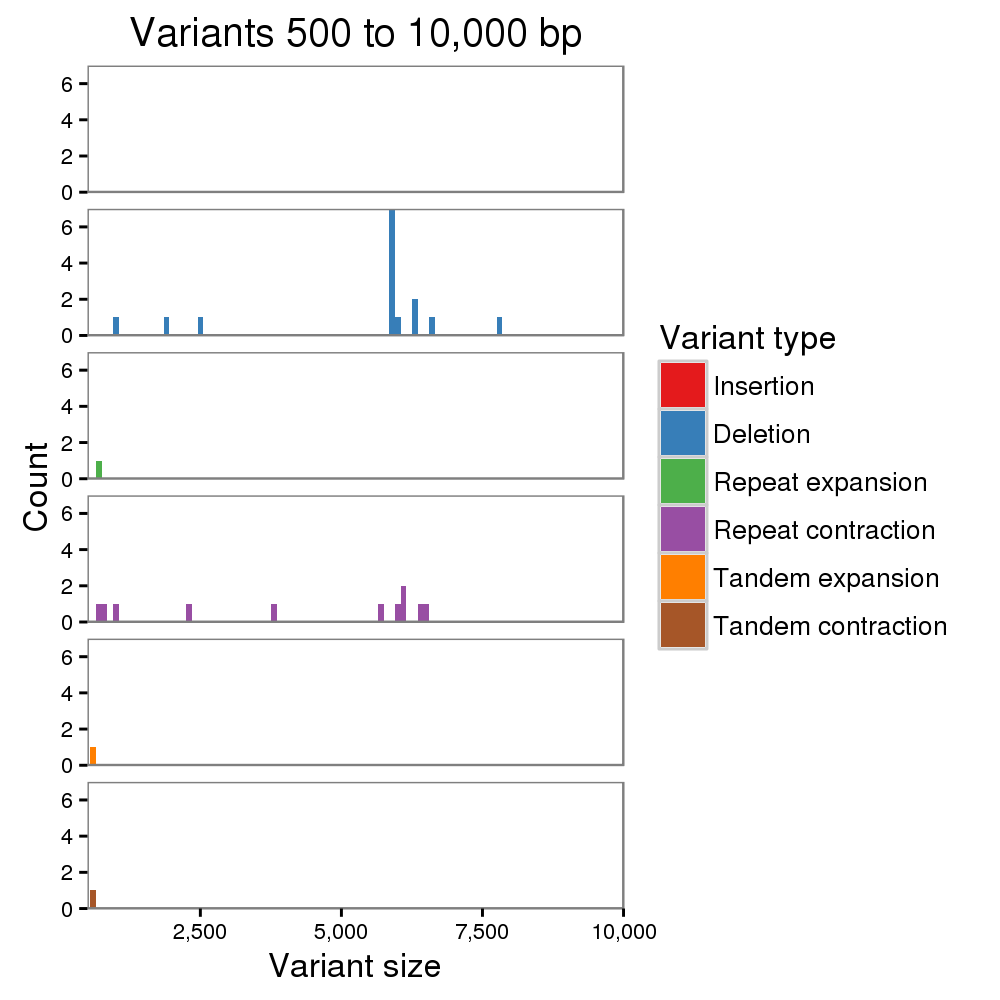 Variants 500 to 10,000 bp
6
4
2
0
6
4
2
0
6
4
2
0
6
4
2
0
6
4
2
0
6
4
2
0
Count
2,500 5,000 7,500 10,000
Variant size
Variant type
Insertion
Deletion
Repeat expansion
Repeat contraction
Tandem expansion
Tandem contraction